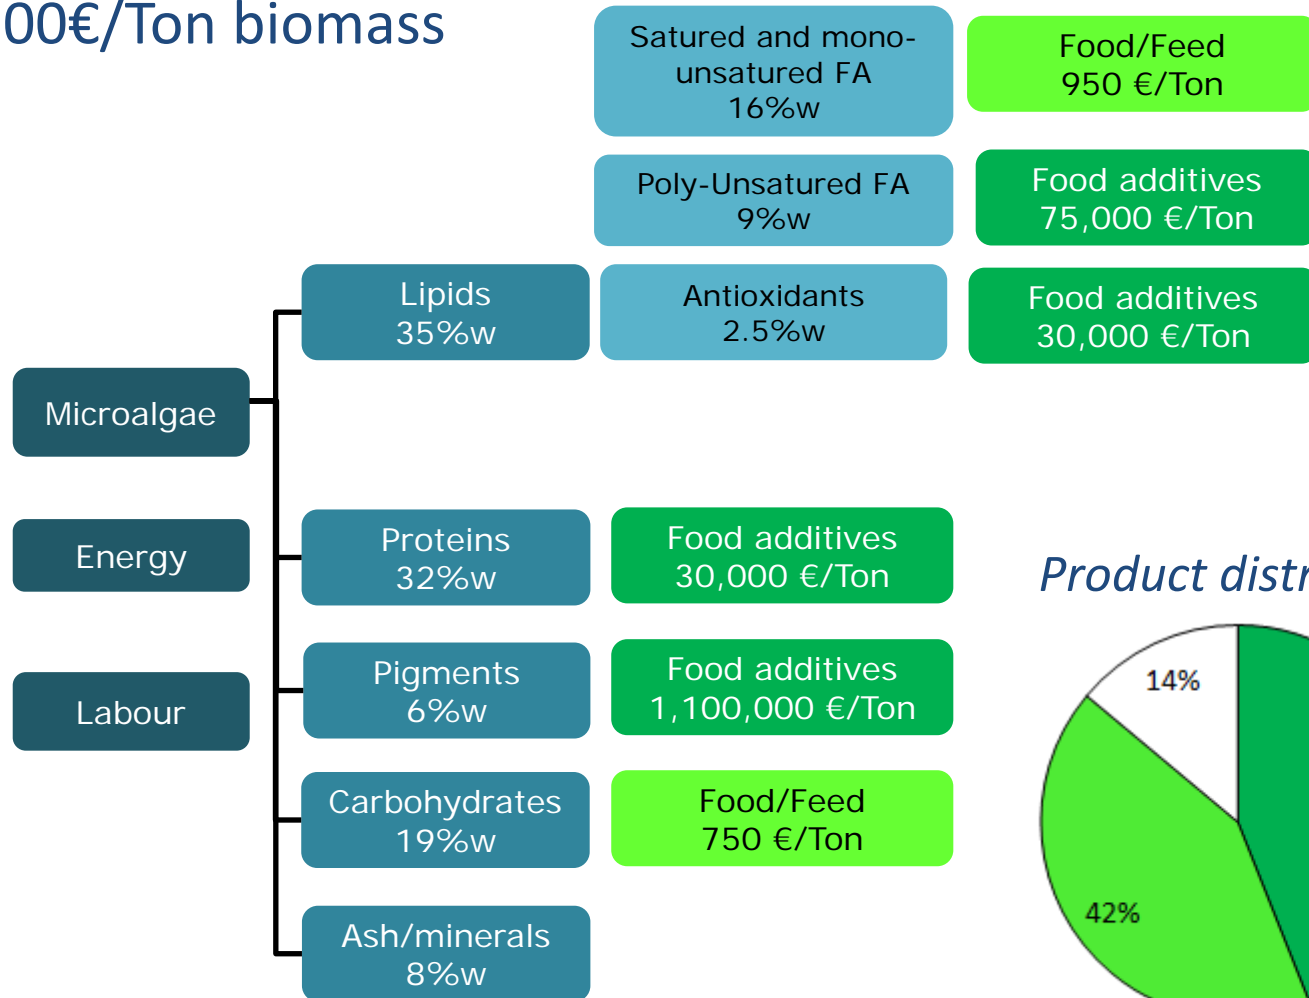 00€/Ton biomass
Satured and mono-
unsatured FA
16%w
Food/Feed
950 €/Ton
Poly-Unsatured FA
9%w
Food additives
75,000 €/Ton
Lipids
35%w
Antioxidants
2.5%w
Food additives
30,000 €/Ton
Microalgae
Energy
Labour
Proteins
32%w
Food additives
30,000 €/Ton
Pigments
6%w
Food additives
1,100,000 €/Ton
Carbohydrates
19%w
Food/Feed
750 €/Ton
Ash/minerals
8%w
Product distr
14%
42%